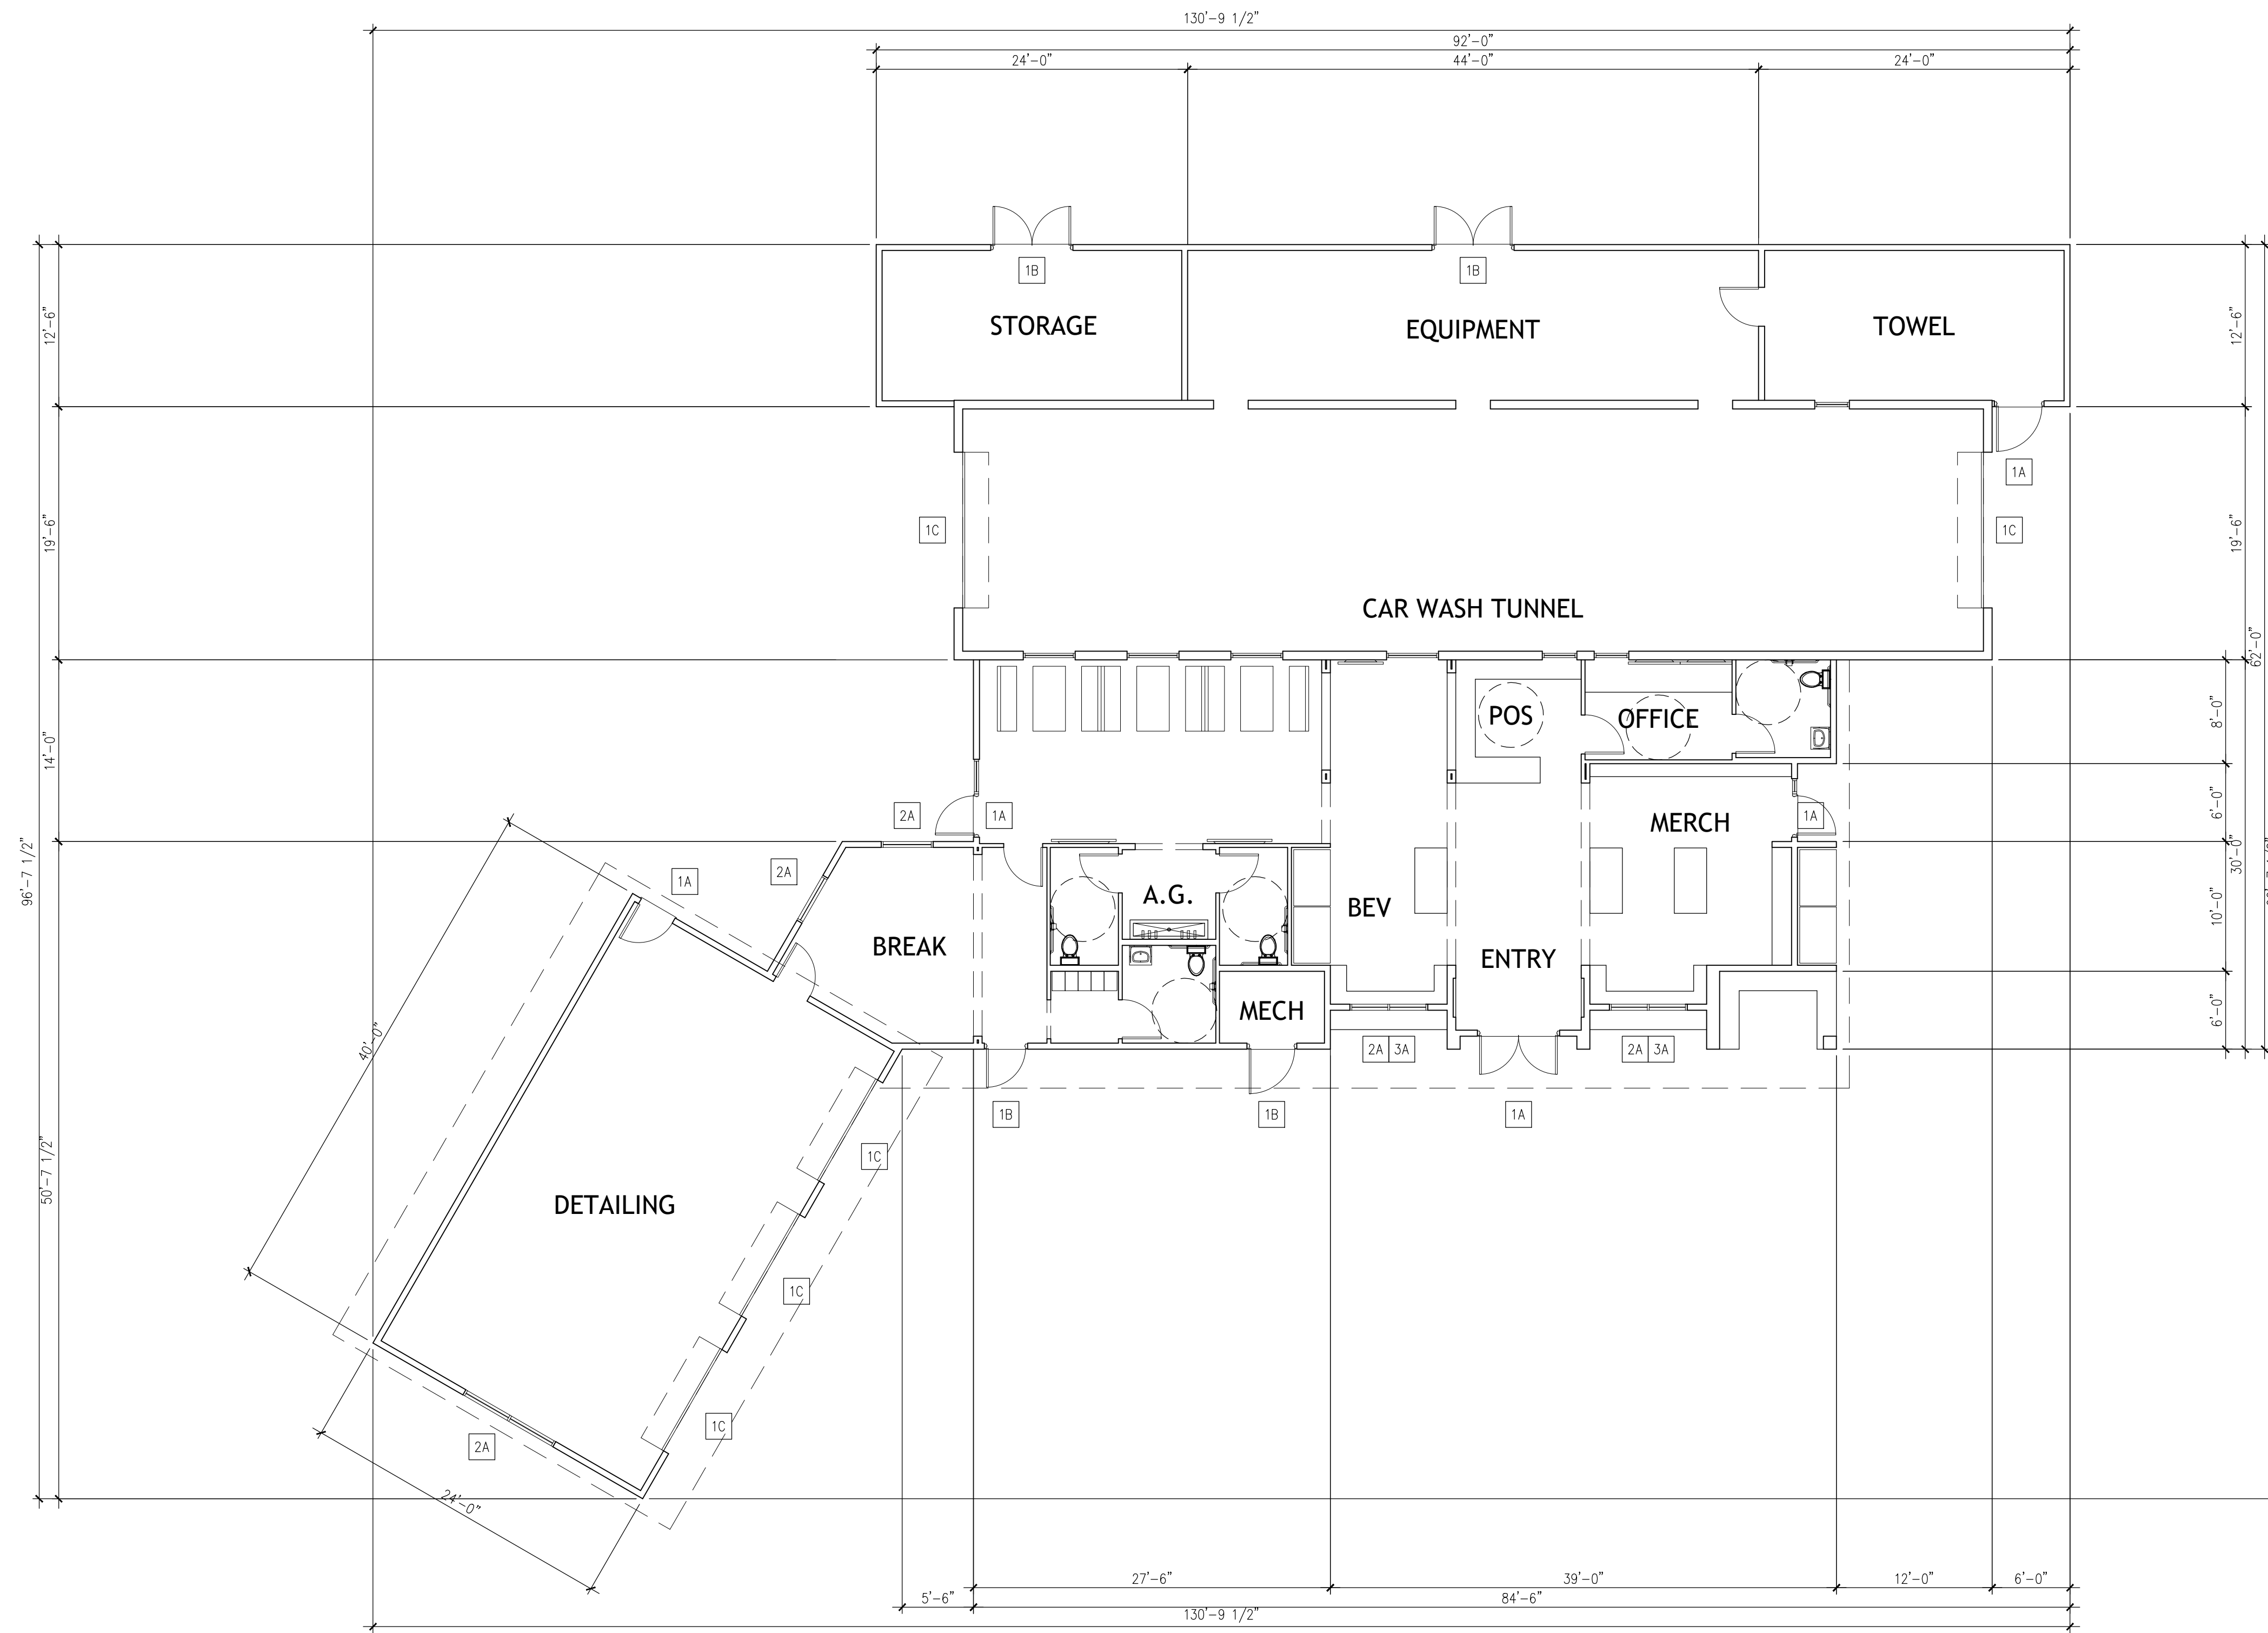 130'-9 1/2"
92'-0"
24'-0"
44'-0"
24'-0"
1B
1B
12'-6"
STORAGE
EQUIPMENT
TOWEL
12'-6"
1A
19'-6"
1C
1C
19'-6"
CAR WASH TUNNEL
62'-0"
14'-0"
POS
OFFICE
8'-0"
2A
1A
MERCH
1A
6'-0"
96'-7 1/2"
1A
2A
A.G.
BEV
30'-0"
10'-0"
BREAK
ENTRY
MECH
6'-0"
40'-0"
2A
3A
2A
3A
1B
1B
1A
1C
50'-7 1/2"
DETAILING
1C
1C
2A
24'-0"
27'-6"
39'-0"
12'-0"
6'-0"
5'-6"
84'-6"
130'-9 1/2"